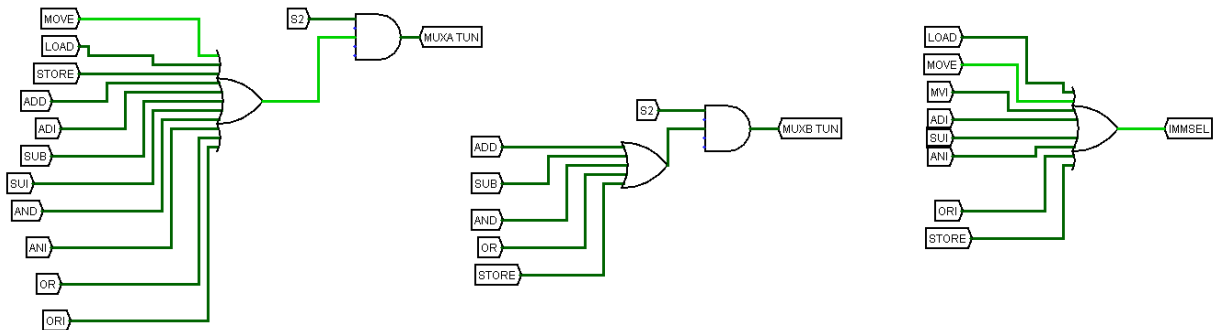 MOVE
LOAD
STORE
ADD
ADI
SUB
SUI
AND
ANI
OR
ORI
S2
MUXA TUN
ADD
SUB
AND
OR
STORE
S2
MUXB TUN
LOAD
MOVE
MVI
ADI
SUI
ANI
ORI
STORE
IMMSEL